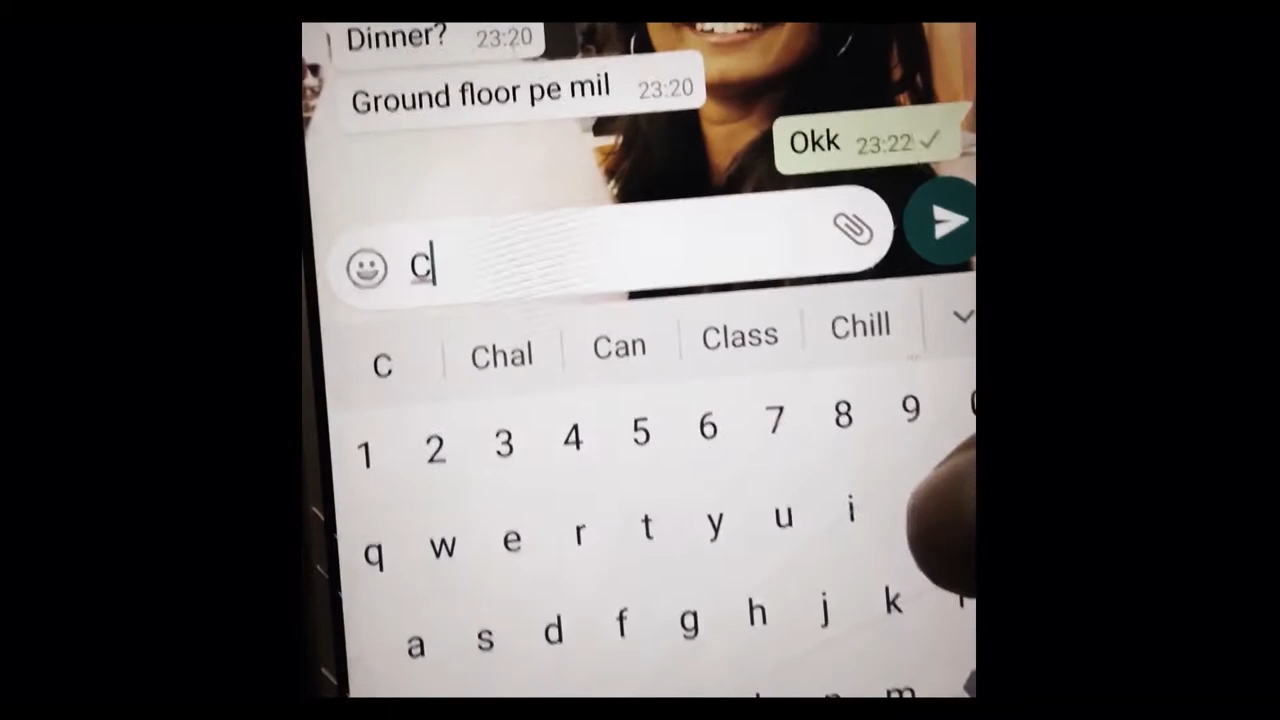 Dinner? 23:20
Ground floor pe mil 23:20
Okk 23:22
C
C Chal Can Class Chill
1 2 3 4 5 6 7 8 9
q w e r t y u i
a s d f g h j k
m